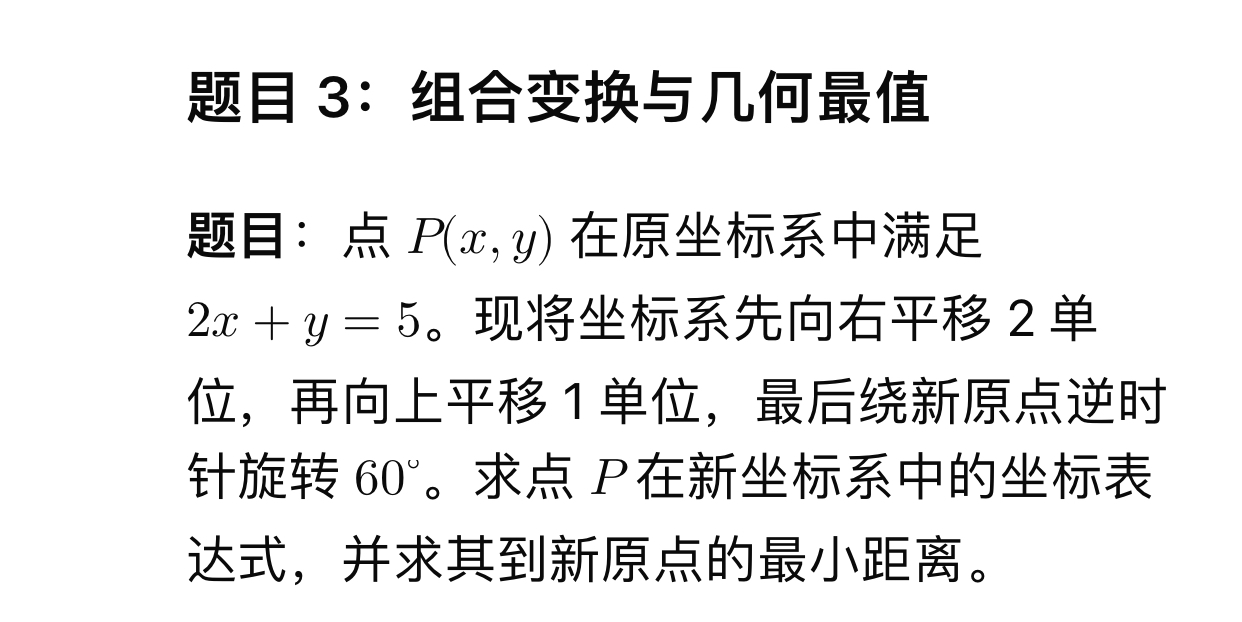 题目 3：组合变换与几何最值
题目：点 P(x, y) 在原坐标系中满足
2x + y = 5。现将坐标系先向右平移 2 单
位，再向上平移 1 单位，最后绕新原点逆时
针旋转 60°。求点 P 在新坐标系中的坐标表
达式，并求其到新原点的最小距离。